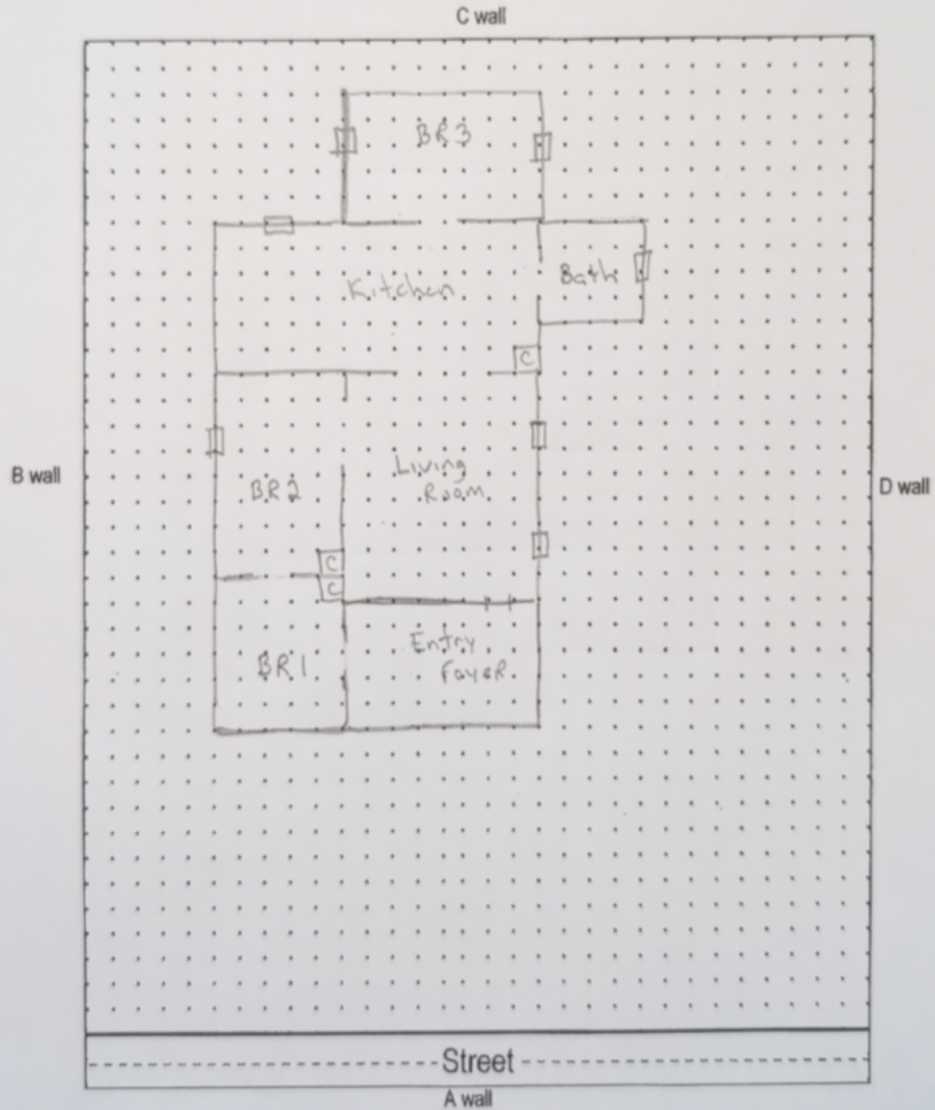 C wall
BR3
Bath
Kitchen
C
B wall
D wall
Living
Room
BR2
C
C
Entry
Foyer
BR1
Street
A wall